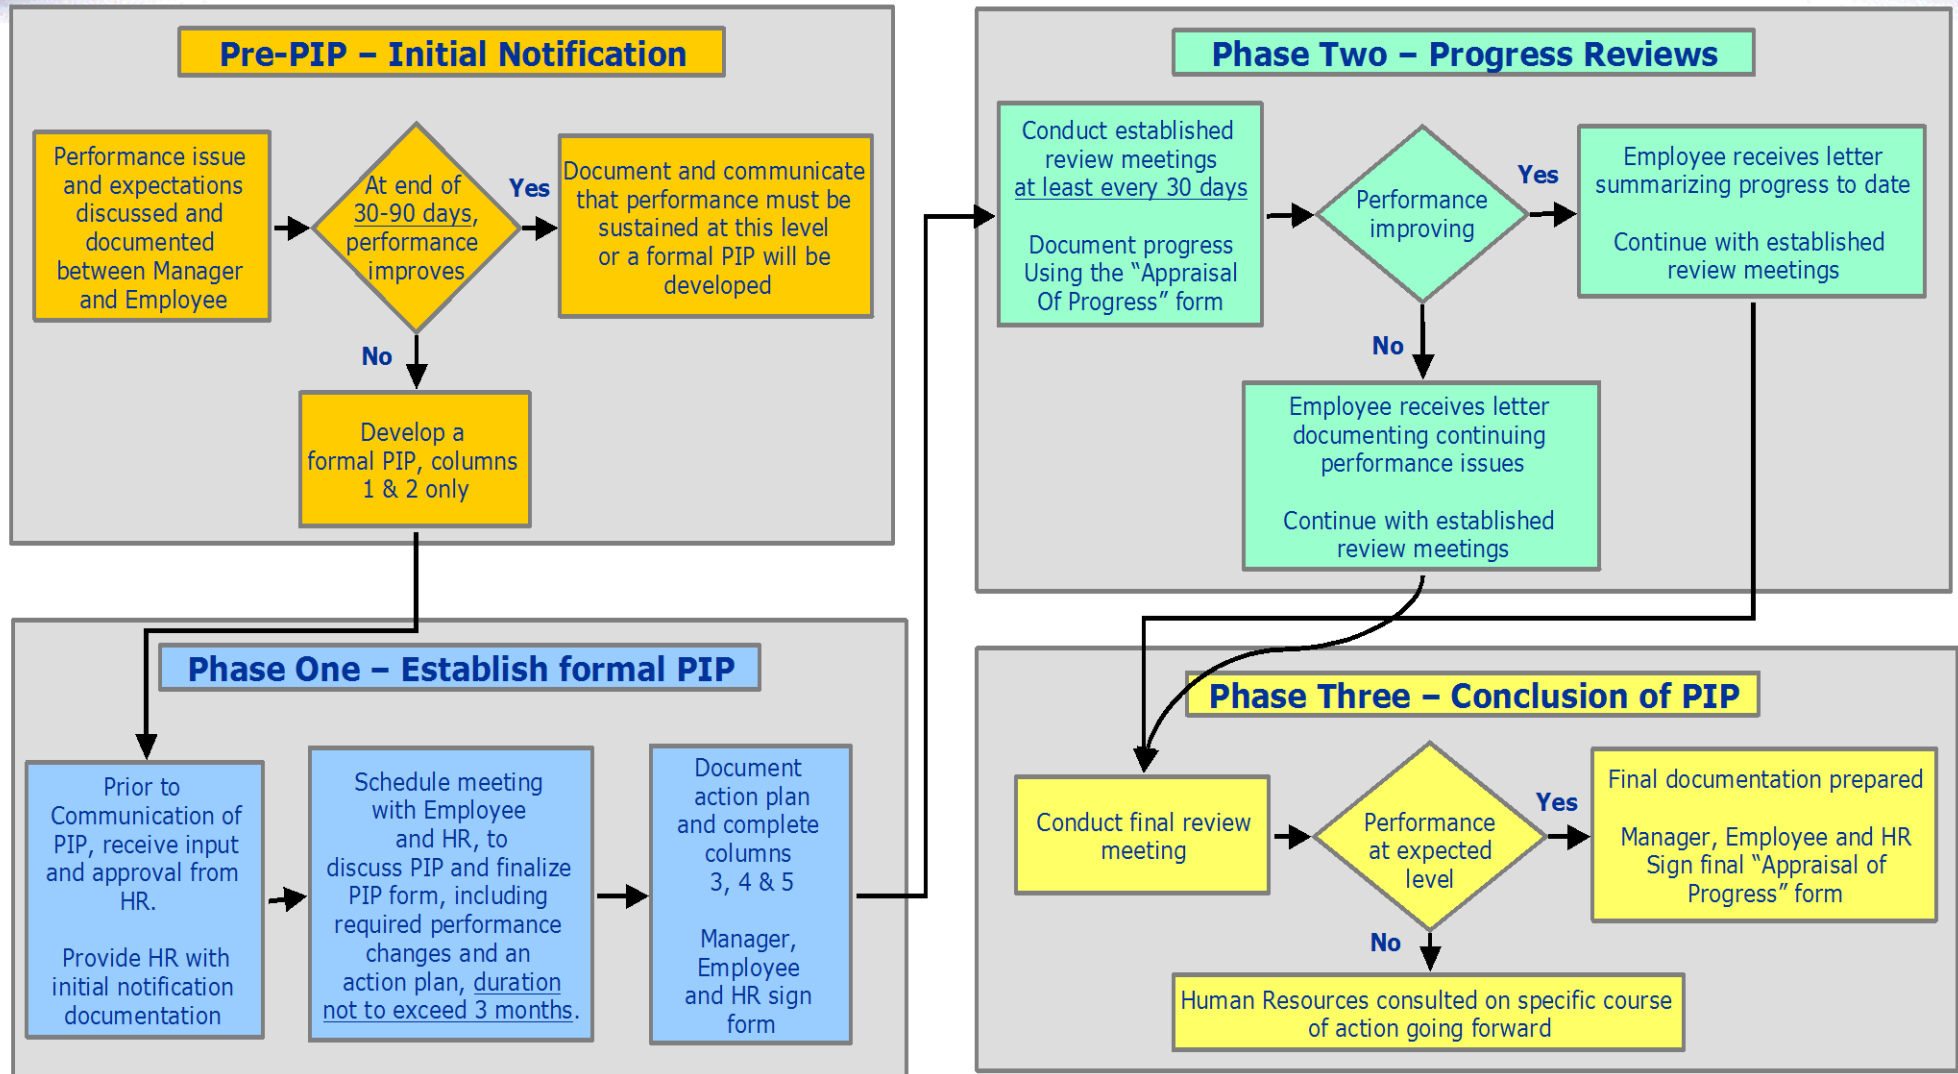 Pre-PIP – Initial Notification
Performance issue
and expectations
discussed and
documented
between Manager
and Employee
At end of
30-90 days,
performance
improves
Yes
Document and communicate
that performance must be
sustained at this level
or a formal PIP will be
developed
No
Develop a
formal PIP, columns
1 & 2 only
Phase One – Establish formal PIP
Prior to
Communication of
PIP, receive input
and approval from
HR.
Provide HR with
initial notification
documentation
Schedule meeting
with Employee
and HR, to
discuss PIP and finalize
PIP form, including
required performance
changes and an
action plan, duration
not to exceed 3 months.
Document
action plan
and complete
columns
3, 4 & 5
Manager,
Employee
and HR sign
form
Phase Two – Progress Reviews
Conduct established
review meetings
at least every 30 days
Document progress
Using the “Appraisal
Of Progress” form
Performance
improving
Yes
Employee receives letter
summarizing progress to date
Continue with established
review meetings
No
Employee receives letter
documenting continuing
performance issues
Continue with established
review meetings
Phase Three – Conclusion of PIP
Conduct final review
meeting
Performance
at expected
level
Yes
Final documentation prepared
Manager, Employee and HR
Sign final “Appraisal of
Progress” form
No
Human Resources consulted on specific course
of action going forward